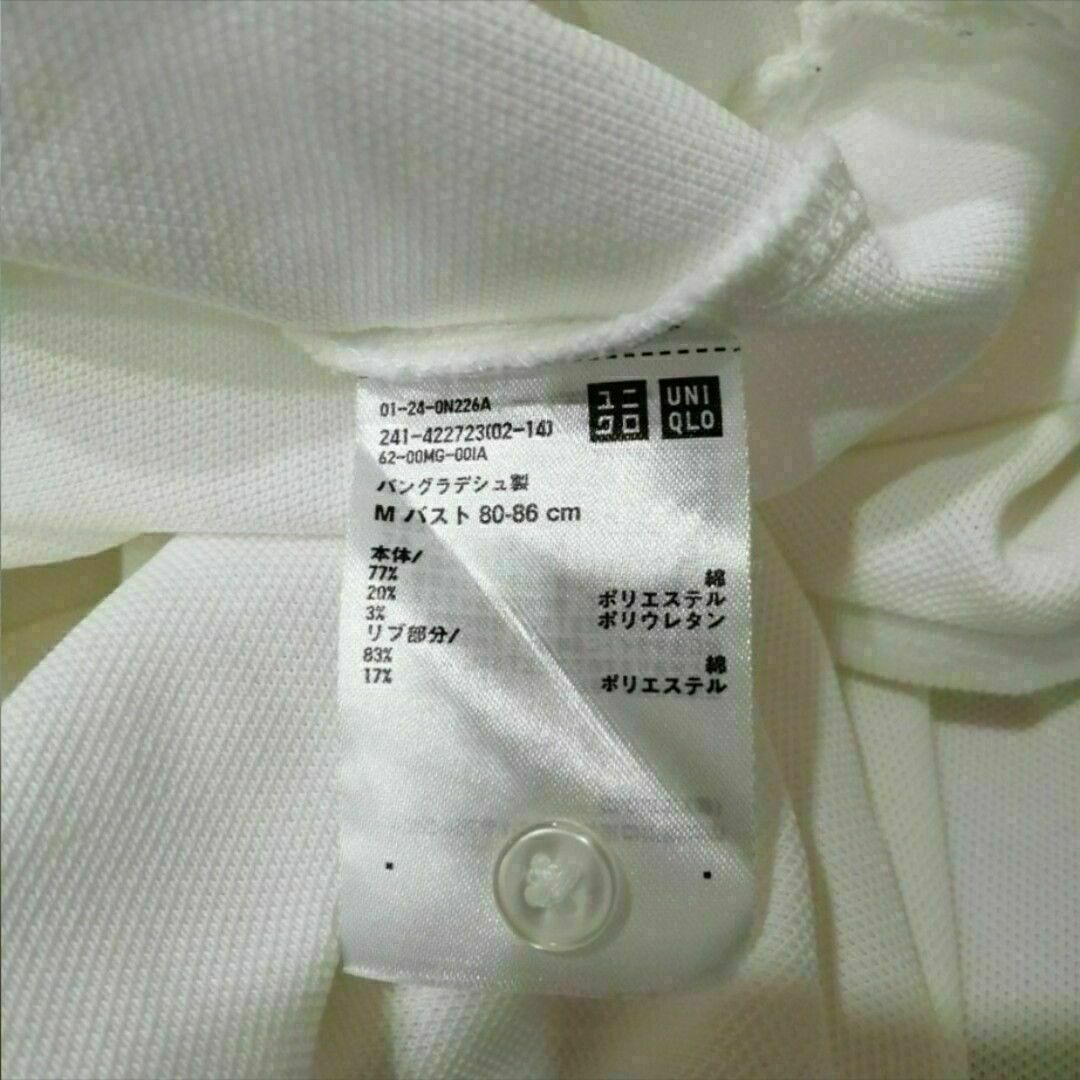 01-24-0N226A
241-422723(02-14)
62-00MG-001A
ユニ
クロ
UNI
QLO
バングラデシュ製
M バスト 80-86 cm
本体/
77% 綿
20% ポリエステル
3% ポリウレタン
リブ部分/
83% 綿
17% ポリエステル